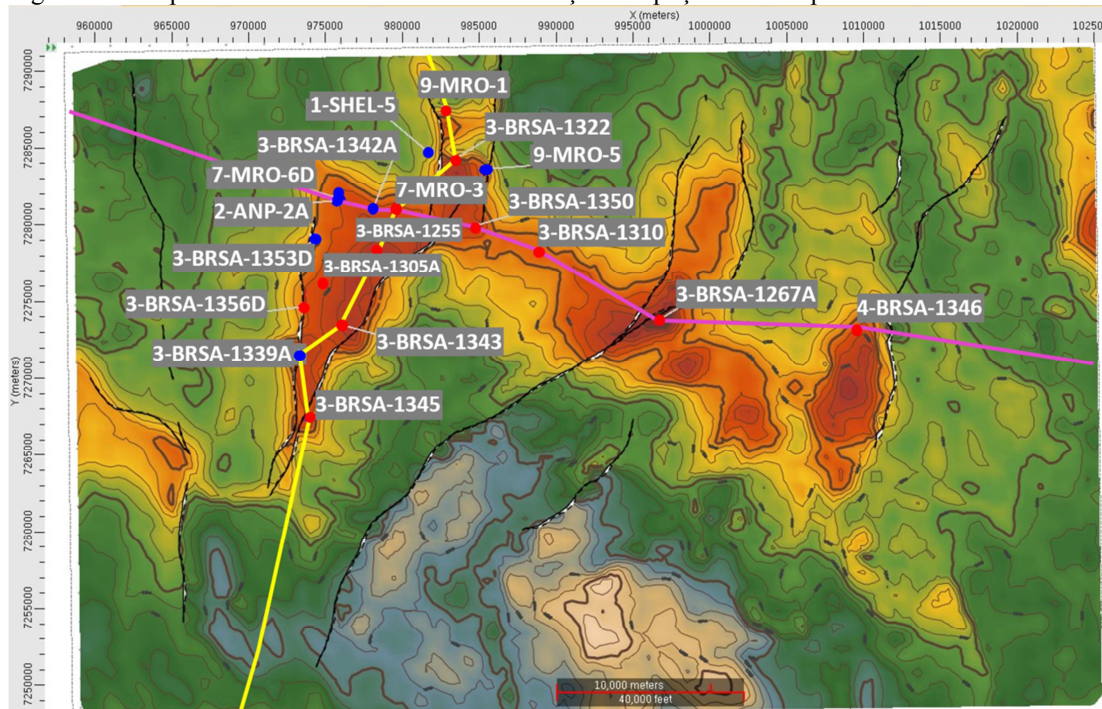 X (meters)
960000 965000 970000 975000 980000 985000 990000 995000 1000000 1005000 1010000 1015000 1020000
Y (meters)
7290000
7285000
7280000
7275000
7270000
7265000
7260000
7255000
7250000
9-MRO-1
1-SHEL-5
3-BRSA-1322
3-BRSA-1342A
9-MRO-5
7-MRO-6D
7-MRO-3
2-ANP-2A
3-BRSA-1350
3-BRSA-1255
3-BRSA-1310
3-BRSA-1353D
3-BRSA-1305A
3-BRSA-1267A
3-BRSA-1356D
4-BRSA-1346
3-BRSA-1343
3-BRSA-1339A
3-BRSA-1345
10,000 meters
40,000 feet